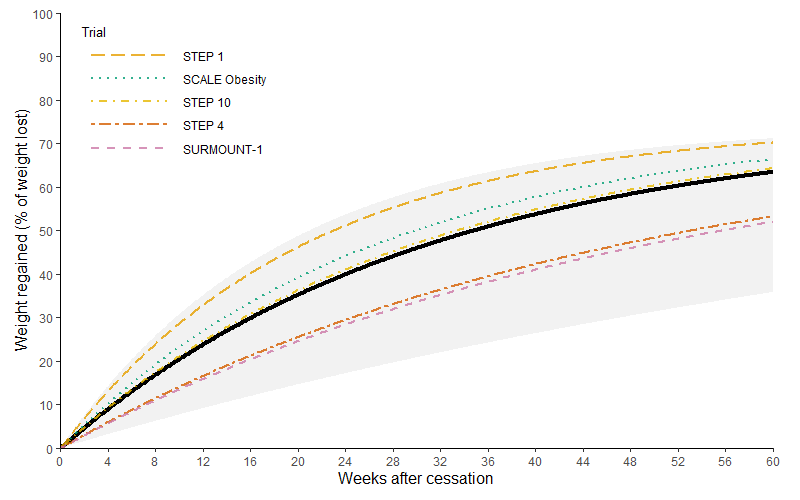 Trial
STEP 1
SCALE Obesity
STEP 10
STEP 4
SURMOUNT-1
Weight regained (% of weight lost)
100
90
80
70
60
50
40
30
20
10
0
0 4 8 12 16 20 24 28 32 36 40 44 48 52 56 60
Weeks after cessation